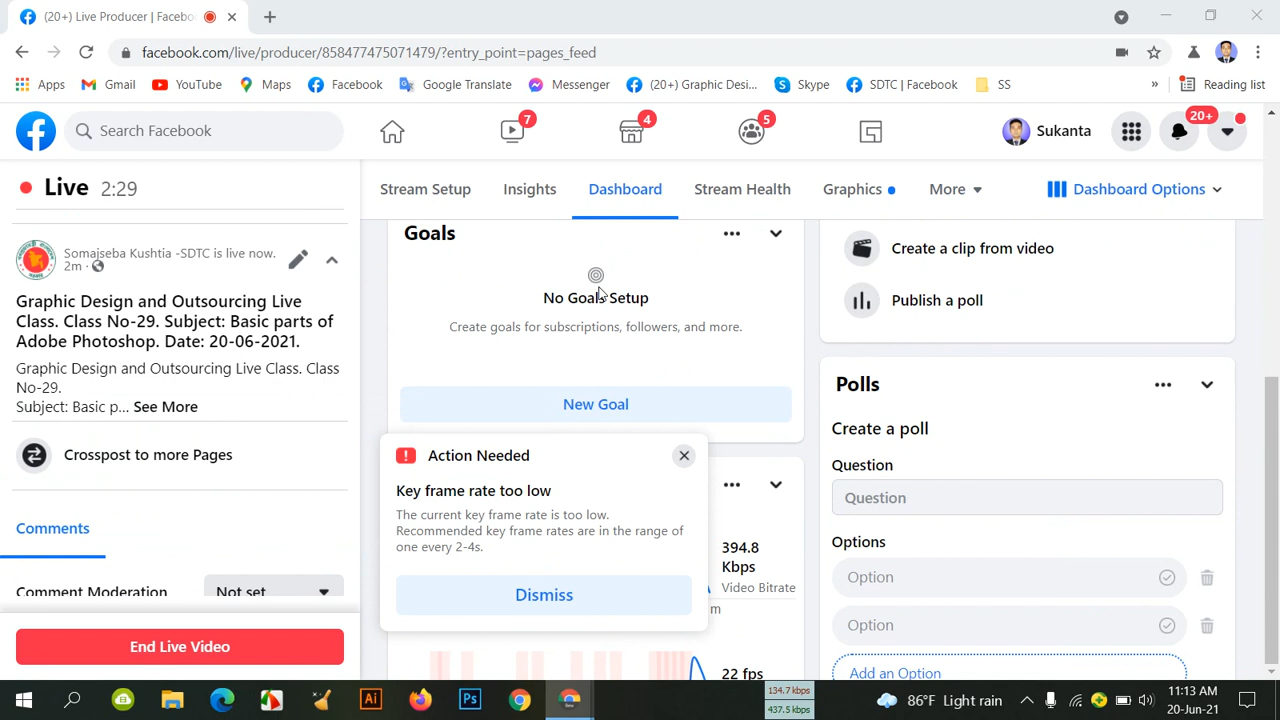 (20+) Live Producer | Facebo
facebook.com/live/producer/858477475071479/?entry_point=pages_feed
Apps
Gmail
YouTube
Maps
Facebook
Google Translate
Messenger
(20+) Graphic Desi...
Skype
SDTC | Facebook
SS
»
Reading list
Search Facebook
7
4
5
Sukanta
20+
Live 2:29
Stream Setup
Insights
Dashboard
Stream Health
Graphics
More
Dashboard Options
Somajseba Kushtia -SDTC is live now.
2m ·
Graphic Design and Outsourcing Live
Class. Class No-29. Subject: Basic parts of
Adobe Photoshop. Date: 20-06-2021.
Graphic Design and Outsourcing Live Class. Class
No-29.
Subject: Basic p... See More
Crosspost to more Pages
Comments
Comment Moderation
Not set
End Live Video
Goals
No Goals Setup
Create goals for subscriptions, followers, and more.
New Goal
Action Needed
Key frame rate too low
The current key frame rate is too low.
Recommended key frame rates are in the range of
one every 2-4s.
Dismiss
394.8
Kbps
Video Bitrate
m
22 fps
Create a clip from video
Publish a poll
Polls
Create a poll
Question
Question
Options
Option
Option
Add an Option
Ai
Ps
134.7 kbps
437.5 kbps
86°F Light rain
11:13 AM
20-Jun-21